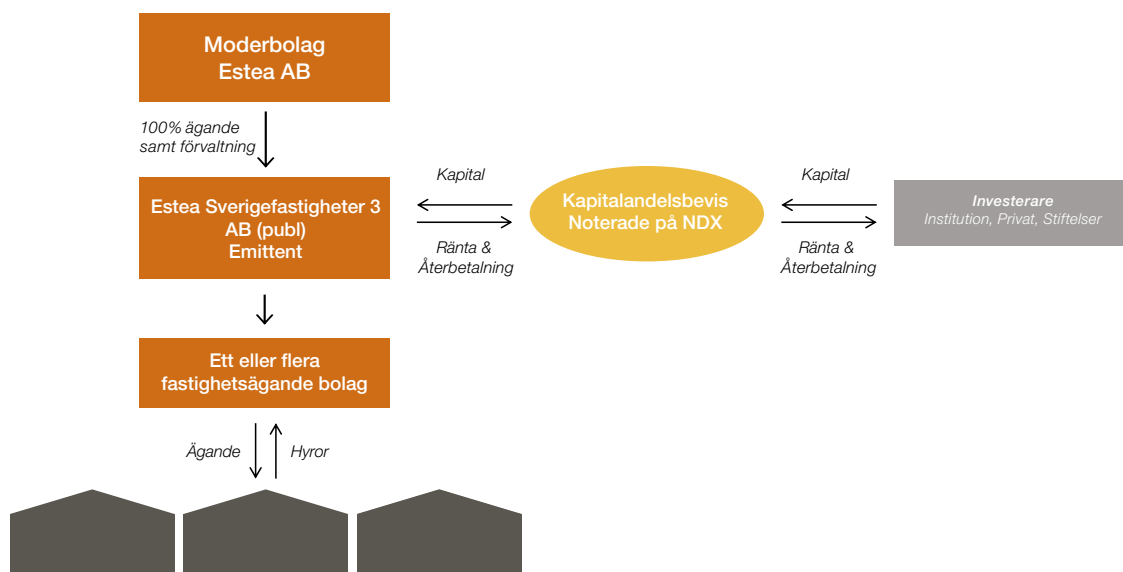 Moderbolag
Estea AB
100% ägande
samt förvaltning
Estea Sverigefastigheter 3
AB (publ)
Emittent
Kapital
Ränta &
Återbetalning
Kapitalandelsbevis
Noterade på NDX
Kapital
Ränta &
Återbetalning
Investerare
Institution, Privat, Stiftelser
Ett eller flera
fastighetsägande bolag
Ägande
Hyror